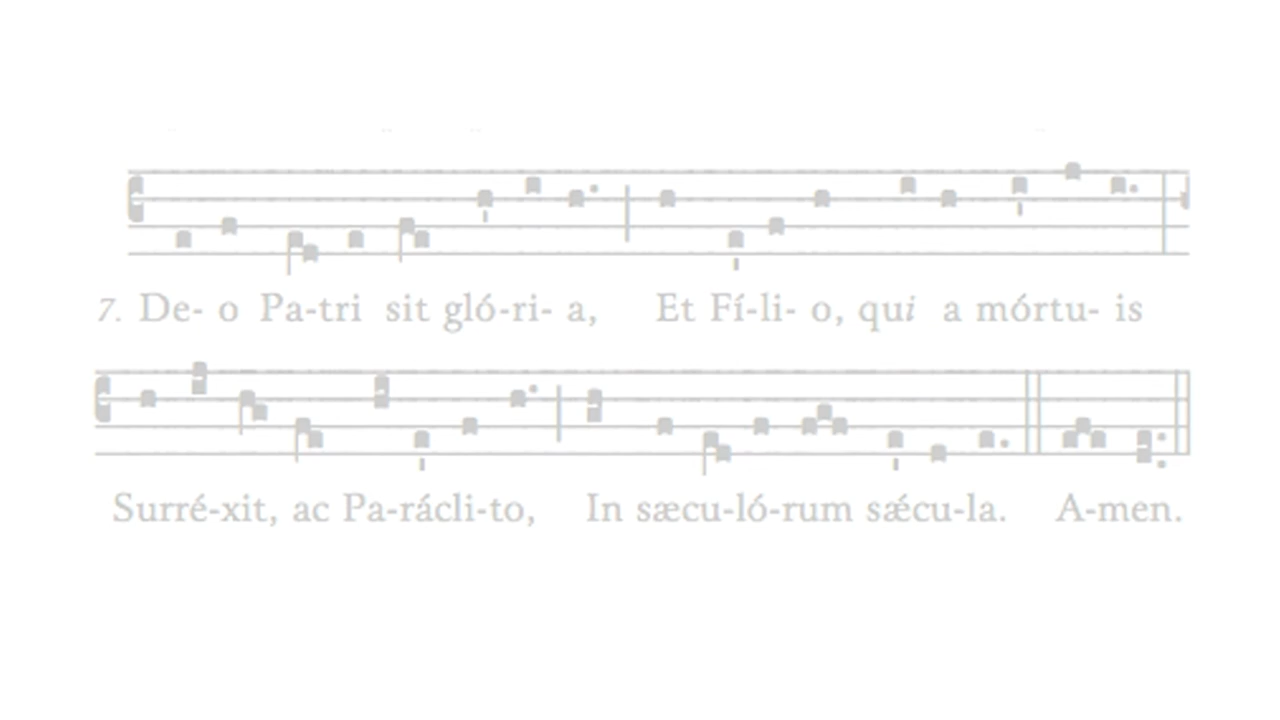 7. De- o Pa-tri sit gló-ri- a, Et Fí-li- o, qui a mórtu- is
Surré-xit, ac Pa-rácli-to, In sæcu-ló-rum sǽcu-la. A-men.